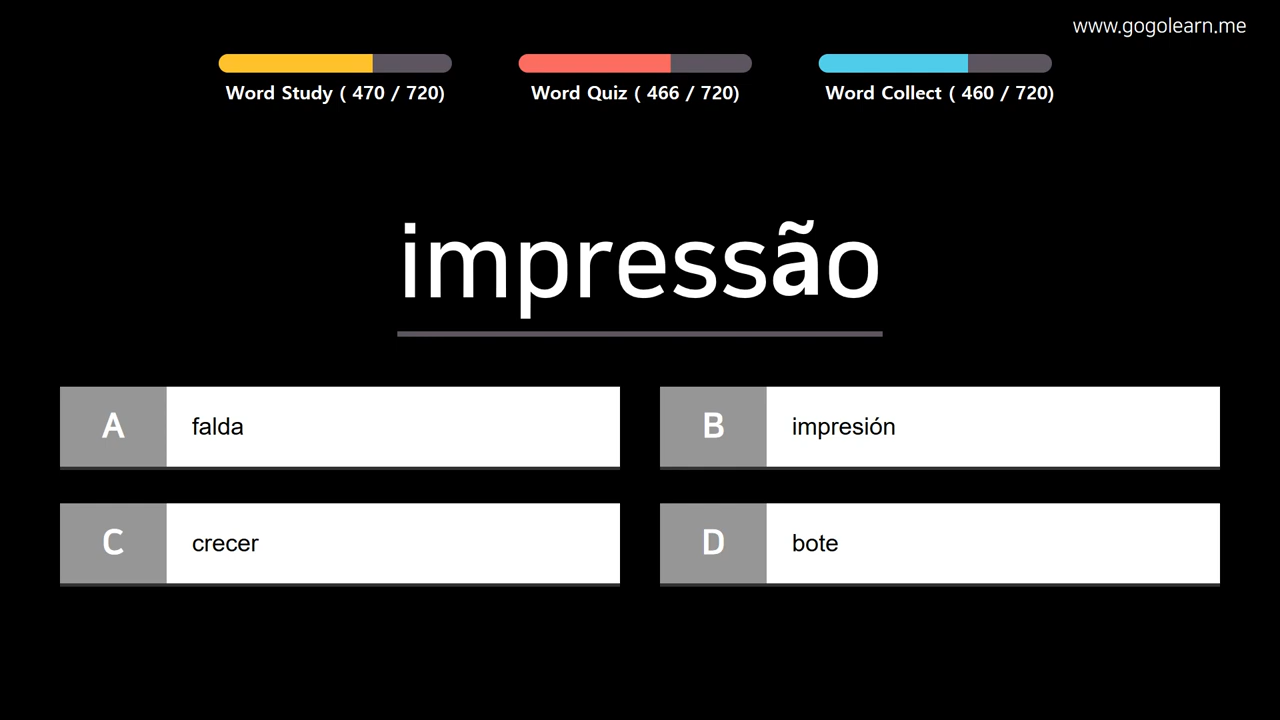 www.gogolearn.me
Word Study ( 470 / 720)
Word Quiz ( 466 / 720)
Word Collect ( 460 / 720)
impressão
A falda
B impresión
C crecer
D bote